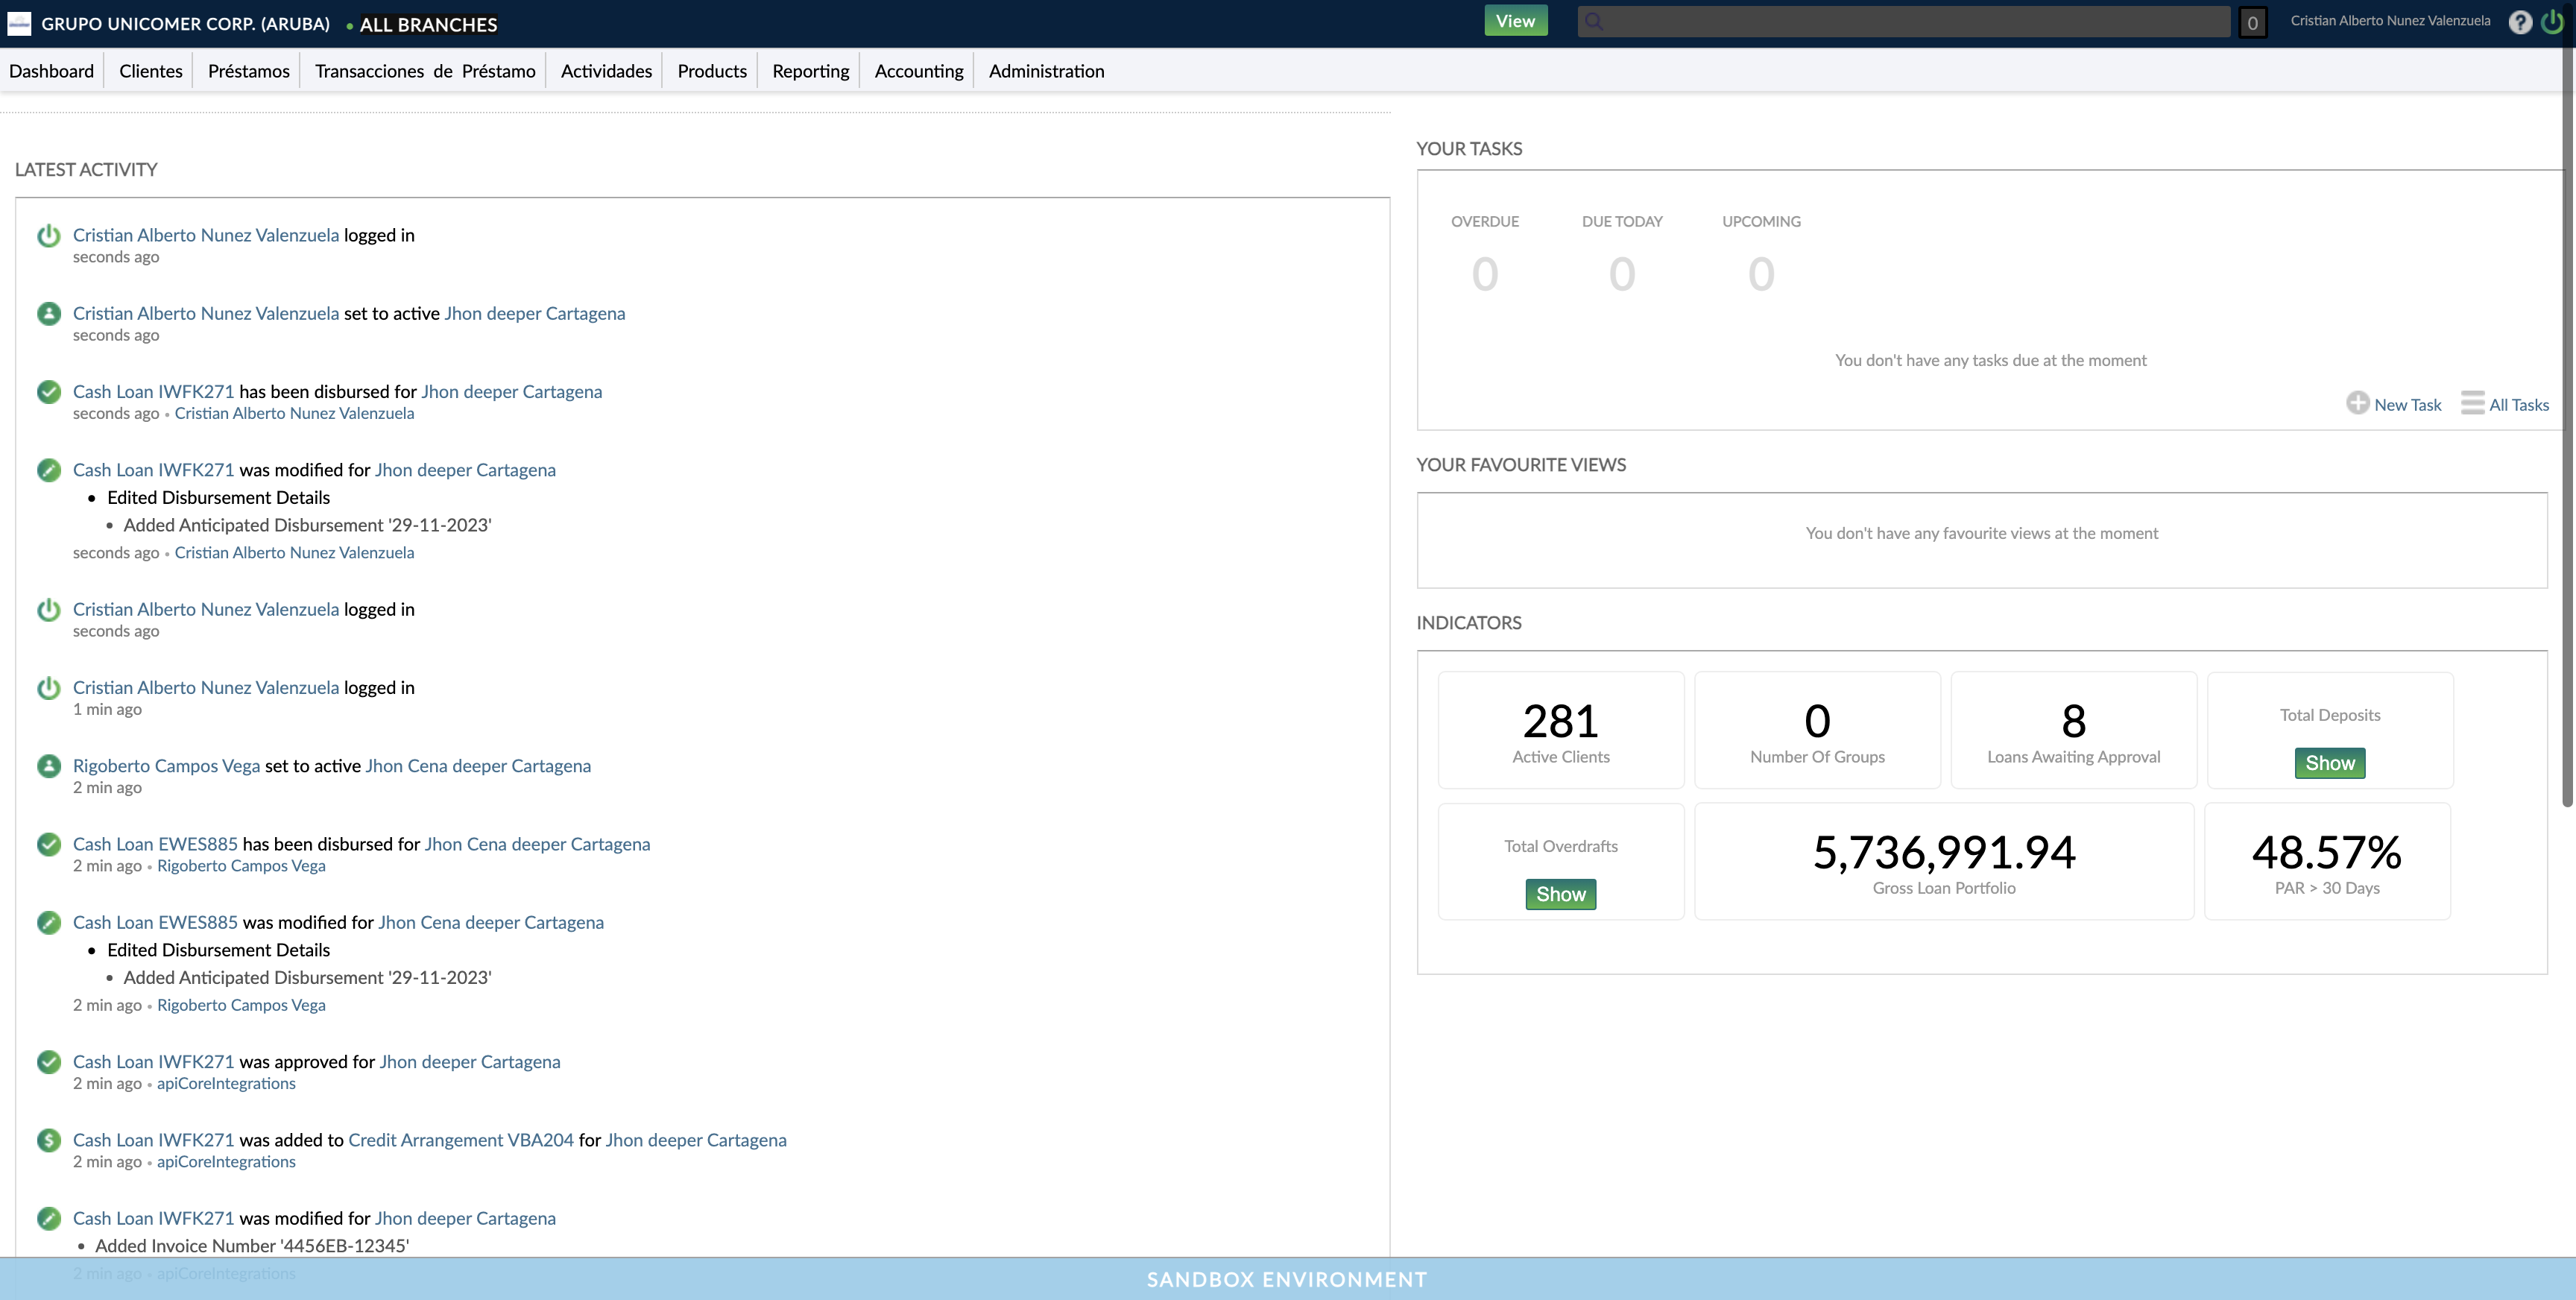 GRUPO UNICOMER CORP. (ARUBA) • ALL BRANCHES
View
0
Cristian Alberto Nunez Valenzuela
?
Dashboard Clientes Préstamos Transacciones de Préstamo Actividades Products Reporting Accounting Administration
LATEST ACTIVITY
Cristian Alberto Nunez Valenzuela logged in
seconds ago
Cristian Alberto Nunez Valenzuela set to active Jhon deeper Cartagena
seconds ago
Cash Loan IWFK271 has been disbursed for Jhon deeper Cartagena
seconds ago • Cristian Alberto Nunez Valenzuela
Cash Loan IWFK271 was modified for Jhon deeper Cartagena
• Edited Disbursement Details
• Added Anticipated Disbursement '29-11-2023'
seconds ago • Cristian Alberto Nunez Valenzuela
Cristian Alberto Nunez Valenzuela logged in
seconds ago
Cristian Alberto Nunez Valenzuela logged in
1 min ago
Rigoberto Campos Vega set to active Jhon Cena deeper Cartagena
2 min ago
Cash Loan EWES885 has been disbursed for Jhon Cena deeper Cartagena
2 min ago • Rigoberto Campos Vega
Cash Loan EWES885 was modified for Jhon Cena deeper Cartagena
• Edited Disbursement Details
• Added Anticipated Disbursement '29-11-2023'
2 min ago • Rigoberto Campos Vega
Cash Loan IWFK271 was approved for Jhon deeper Cartagena
2 min ago • apiCoreIntegrations
Cash Loan IWFK271 was added to Credit Arrangement VBA204 for Jhon deeper Cartagena
2 min ago • apiCoreIntegrations
Cash Loan IWFK271 was modified for Jhon deeper Cartagena
• Added Invoice Number '4456EB-12345'
2 min ago • apiCoreIntegrations
YOUR TASKS
OVERDUE DUE TODAY UPCOMING
0 0 0
You don't have any tasks due at the moment
New Task All Tasks
YOUR FAVOURITE VIEWS
You don't have any favourite views at the moment
INDICATORS
281
Active Clients
0
Number Of Groups
8
Loans Awaiting Approval
Total Deposits
Show
Total Overdrafts
Show
5,736,991.94
Gross Loan Portfolio
48.57%
PAR > 30 Days
SANDBOX ENVIRONMENT